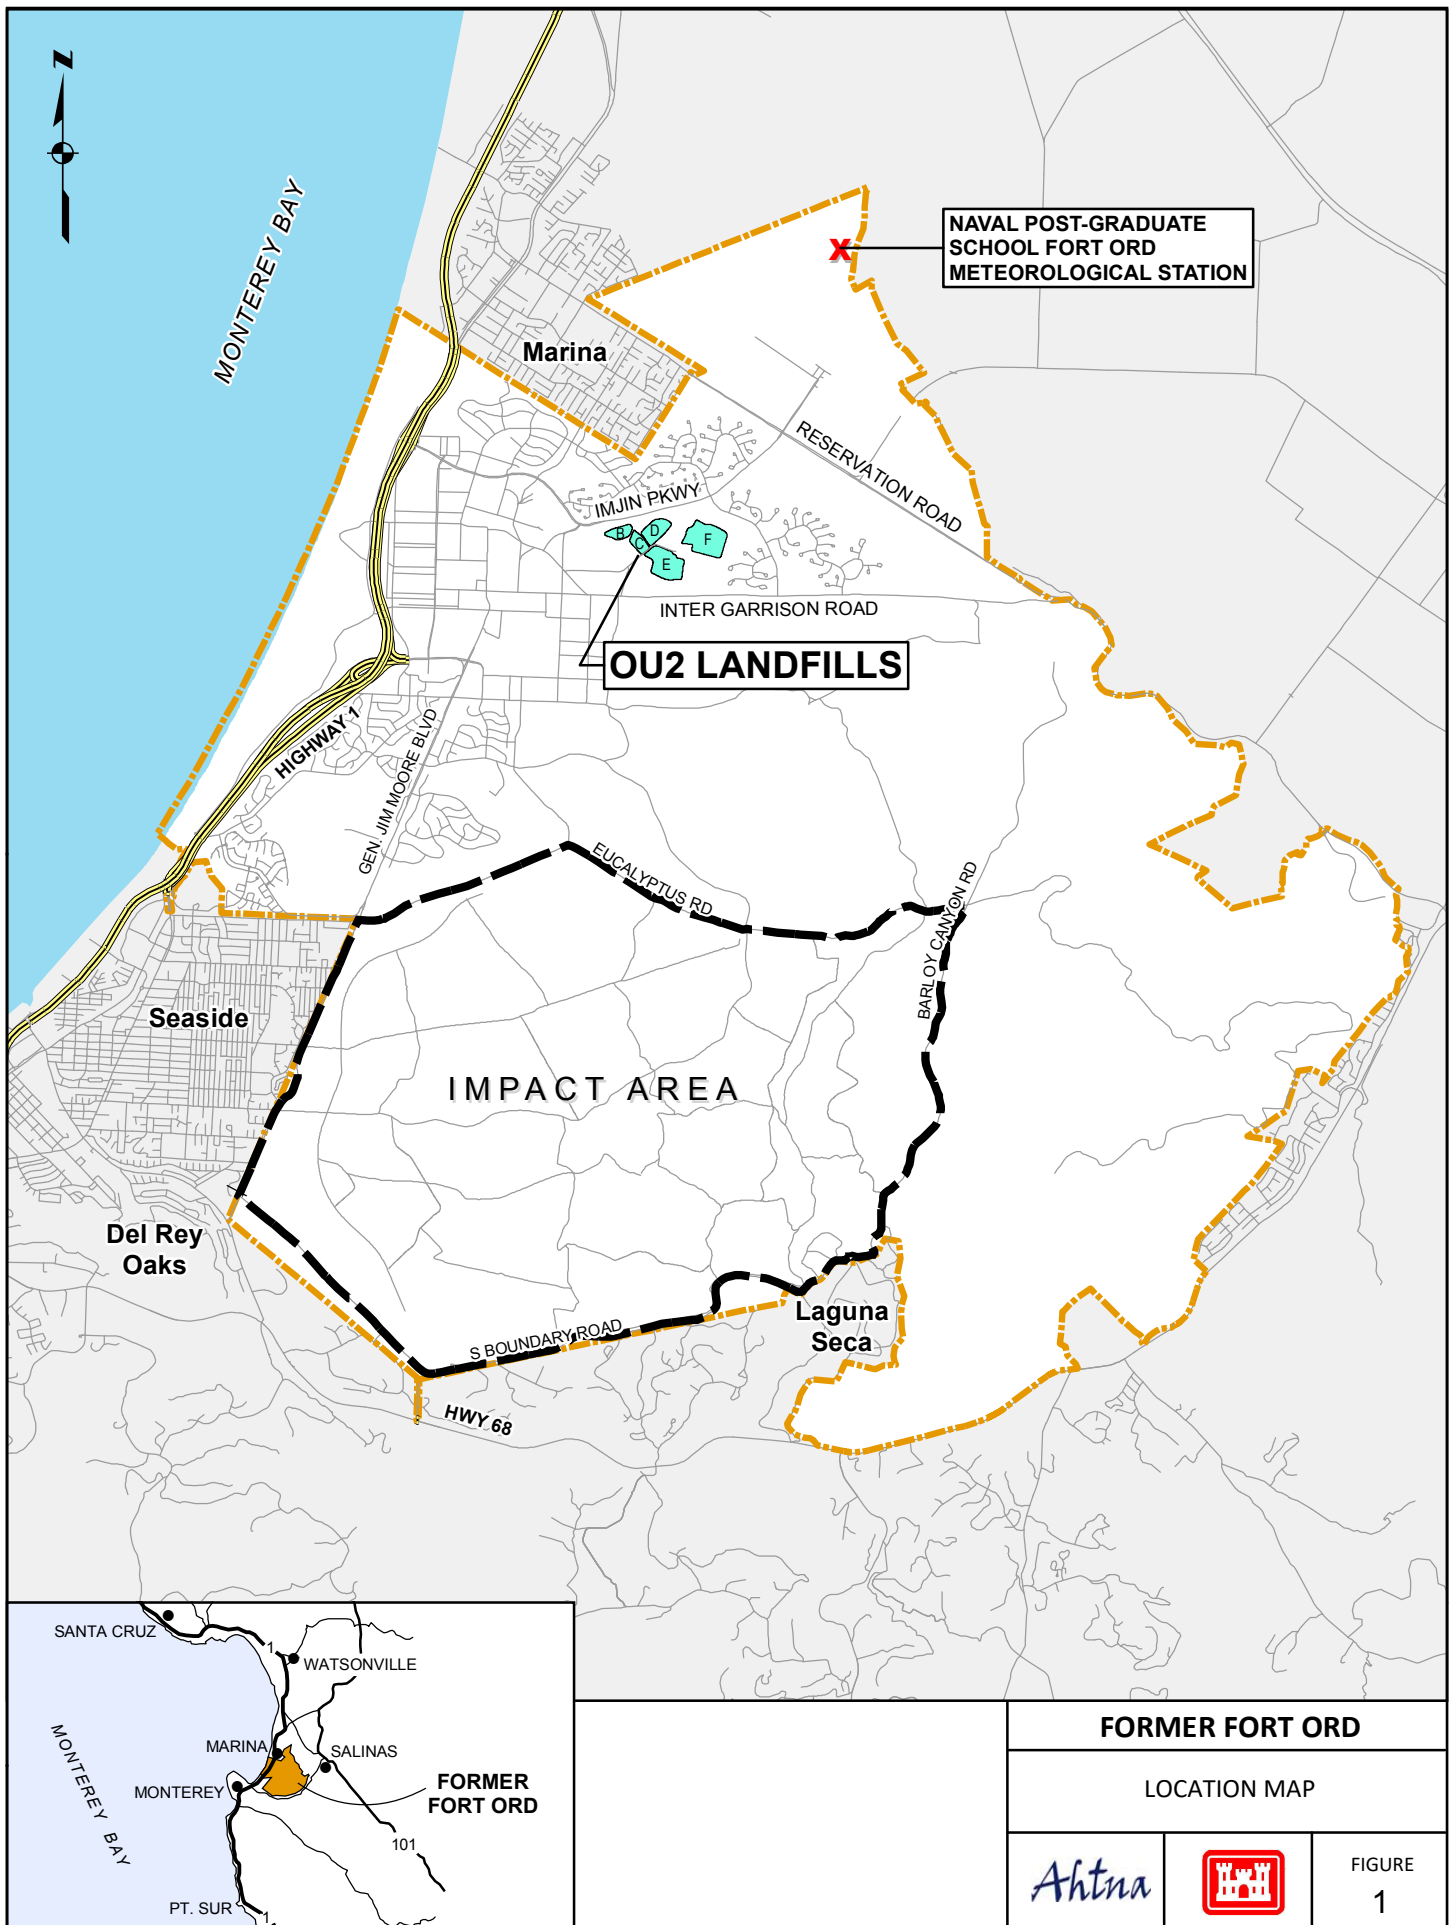 Z
MONTEREY BAY
NAVAL POST-GRADUATE
SCHOOL FORT ORD
METEOROLOGICAL STATION
X
Marina
RESERVATION ROAD
IMJIN PKWY
B
C
D
E
F
INTER GARRISON ROAD
OU2 LANDFILLS
HIGHWAY 1
GEN. JIM MOORE BLVD
EUCALYPTUS RD
BARLOY CANYON RD
Seaside
IMPACT AREA
Del Rey
Oaks
Laguna
Seca
S BOUNDARY ROAD
HWY 68
SANTA CRUZ
1
WATSONVILLE
MARINA
SALINAS
MONTEREY
FORMER
FORT ORD
MONTEREY BAY
101
PT. SUR
1
FORMER FORT ORD
LOCATION MAP
Ahtna
FIGURE
1